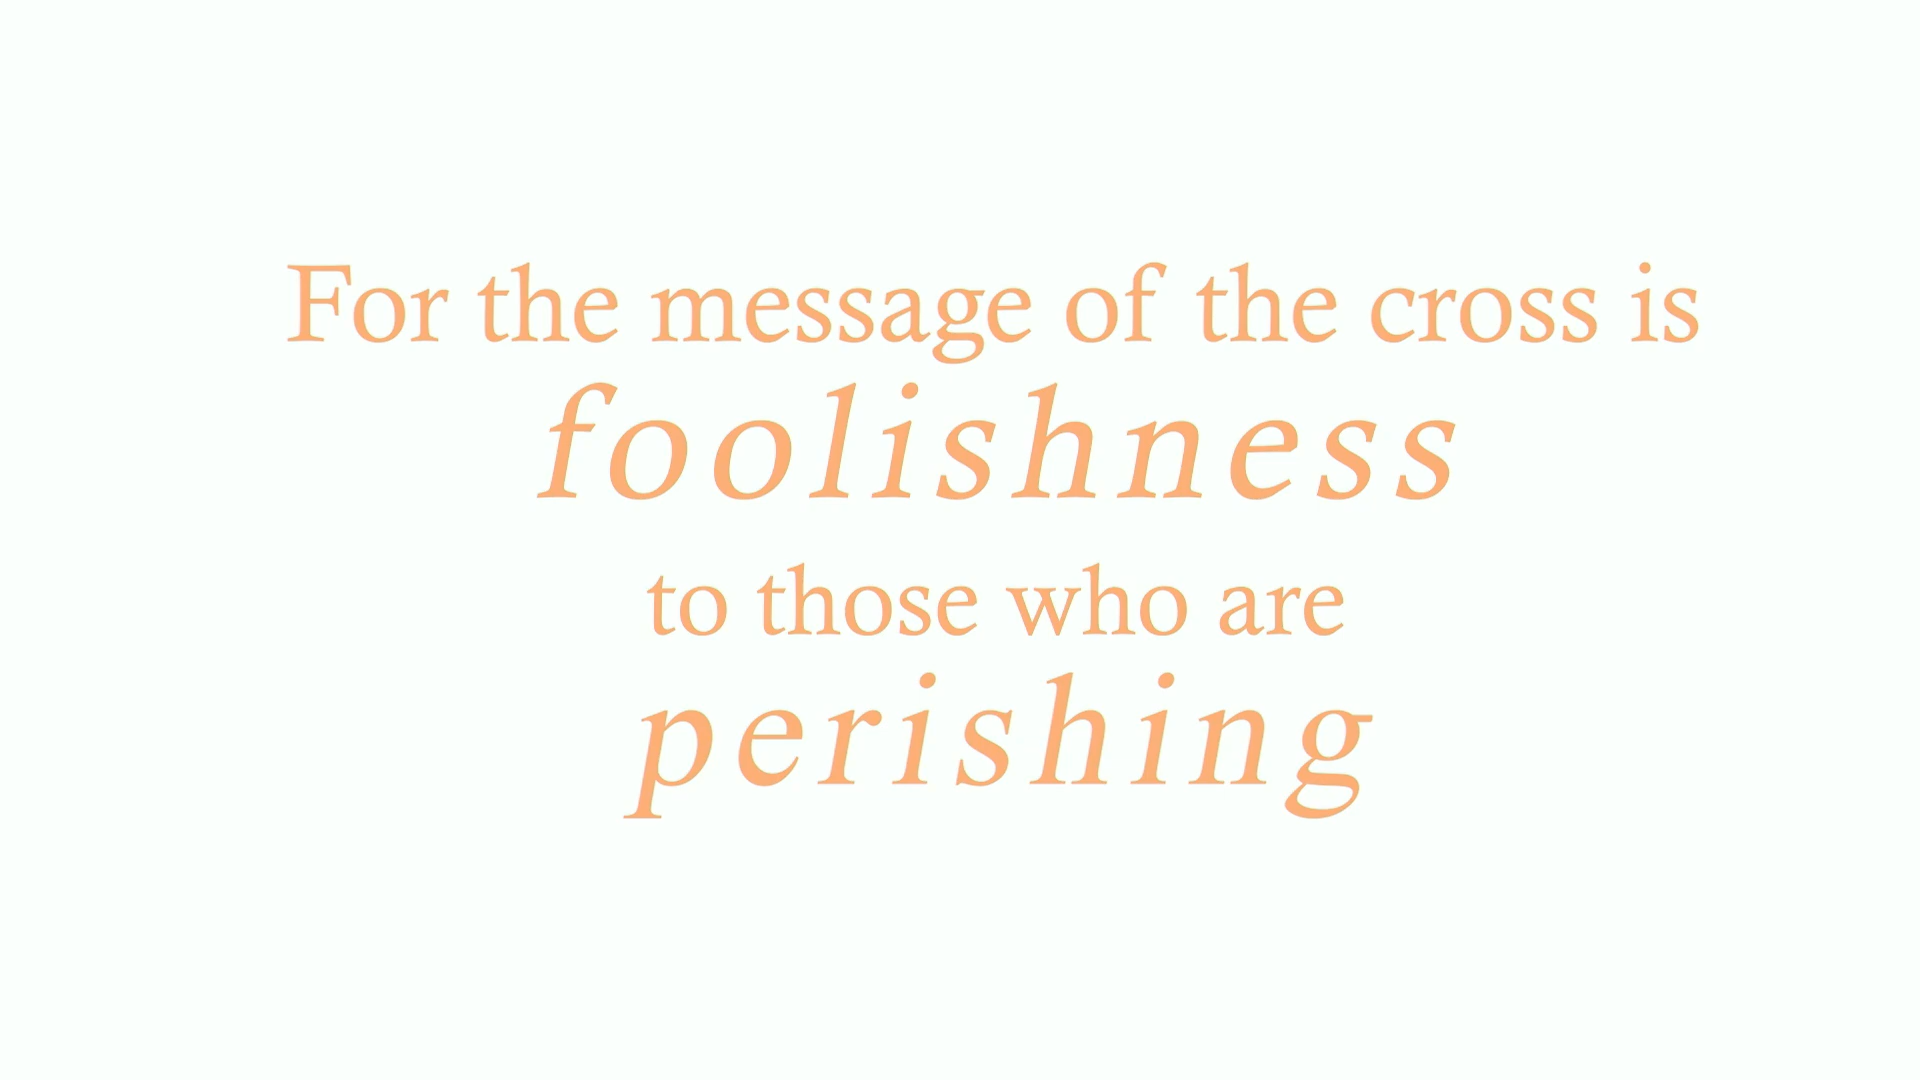 For the message of the cross is
foolishness
to those who are
perishing